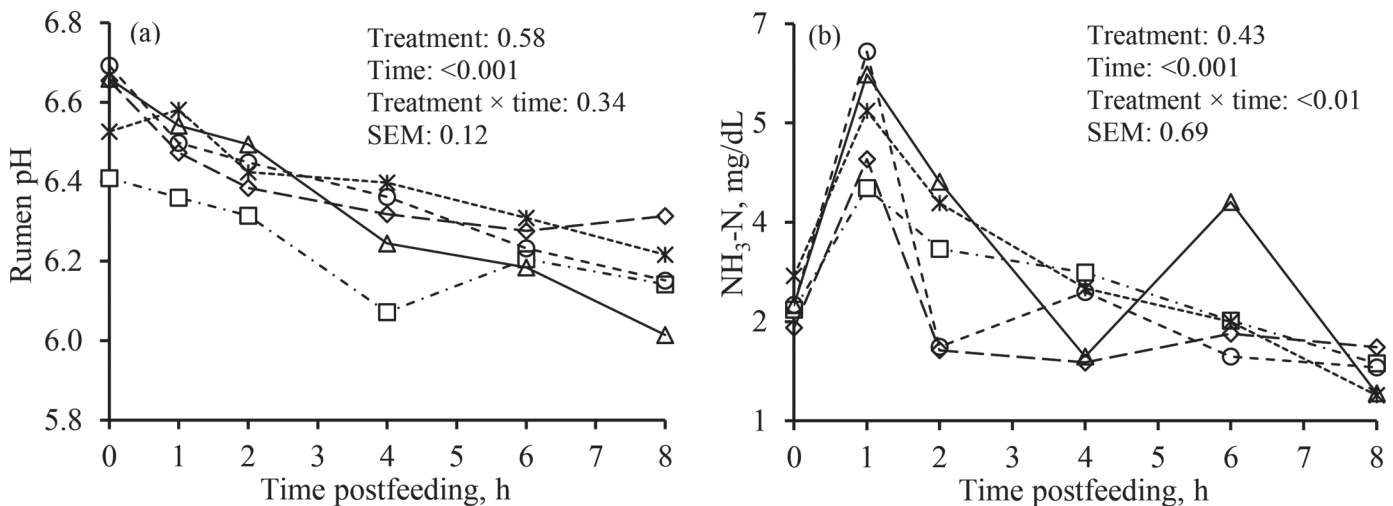 (a)
Treatment: 0.58
Time: <0.001
Treatment × time: 0.34
SEM: 0.12
Rumen pH
6.8
6.6
6.4
6.2
6.0
5.8
0 1 2 3 4 5 6 7 8
Time postfeeding, h
(b)
Treatment: 0.43
Time: <0.001
Treatment × time: <0.01
SEM: 0.69
NH₃-N, mg/dL
7
5
4
2
1
0 1 2 3 4 5 6 7 8
Time postfeeding, h